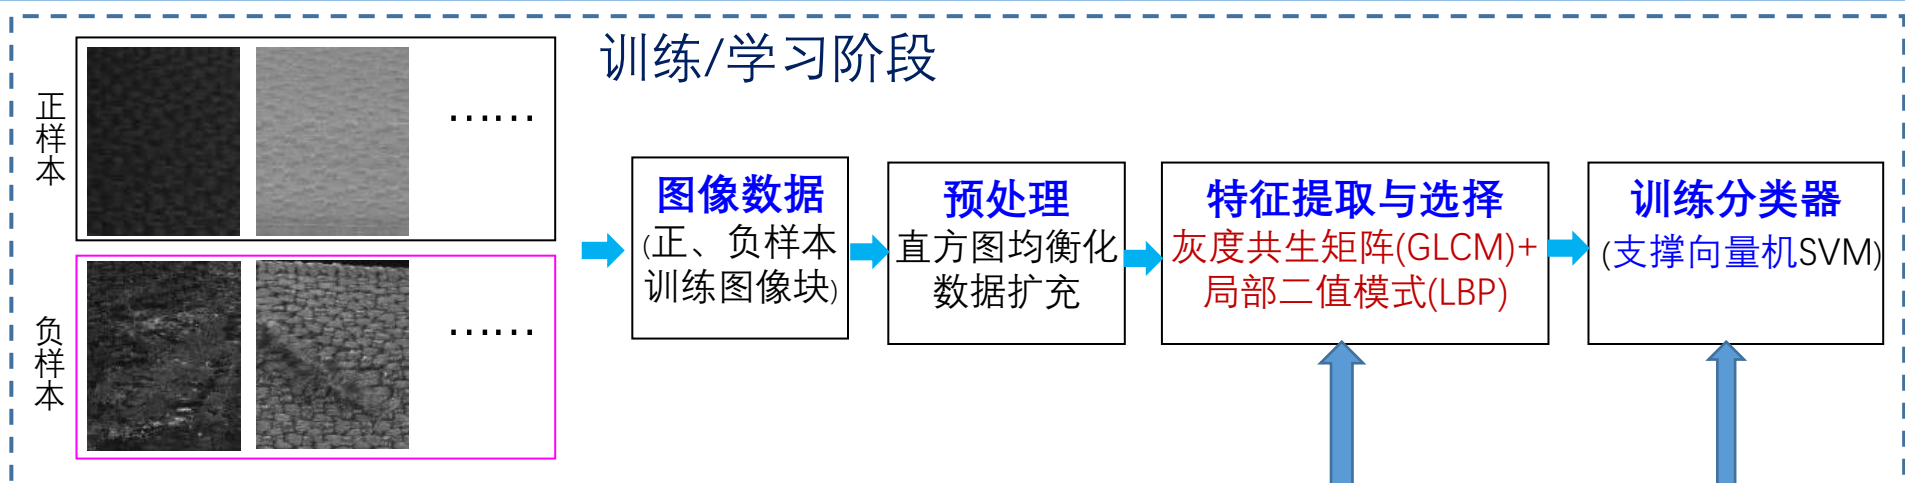 训练/学习阶段
正样本
……
负样本
……
图像数据
(正、负样本
训练图像块)
预处理
直方图均衡化
数据扩充
特征提取与选择
灰度共生矩阵(GLCM)+
局部二值模式(LBP)
训练分类器
(支撑向量机SVM)